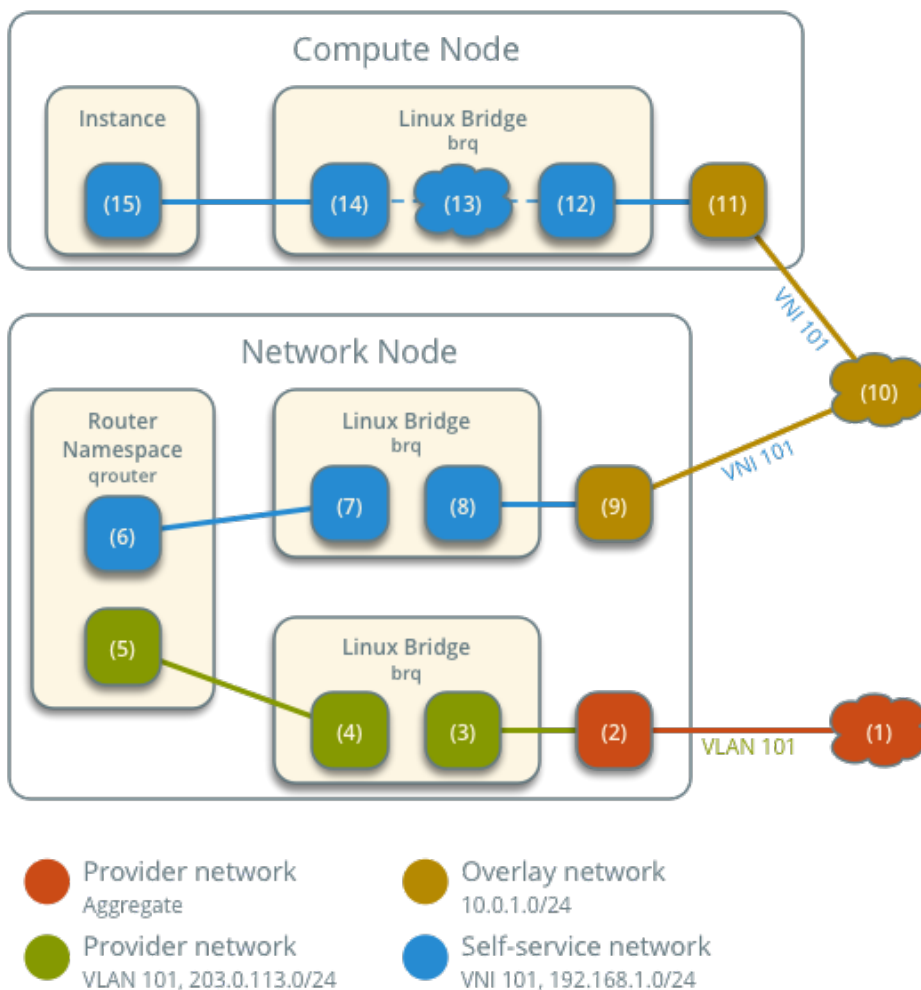 Compute Node
Instance
Linux Bridge
brq
(15)
(14)
(13)
(12)
(11)
VNI 101
Network Node
(10)
Router
Namespace
qrouter
Linux Bridge
brq
VNI 101
(7)
(8)
(9)
(6)
(5)
Linux Bridge
brq
(4)
(3)
(2)
VLAN 101
(1)
Provider network
Aggregate
Overlay network
10.0.1.0/24
Provider network
VLAN 101, 203.0.113.0/24
Self-service network
VNI 101, 192.168.1.0/24